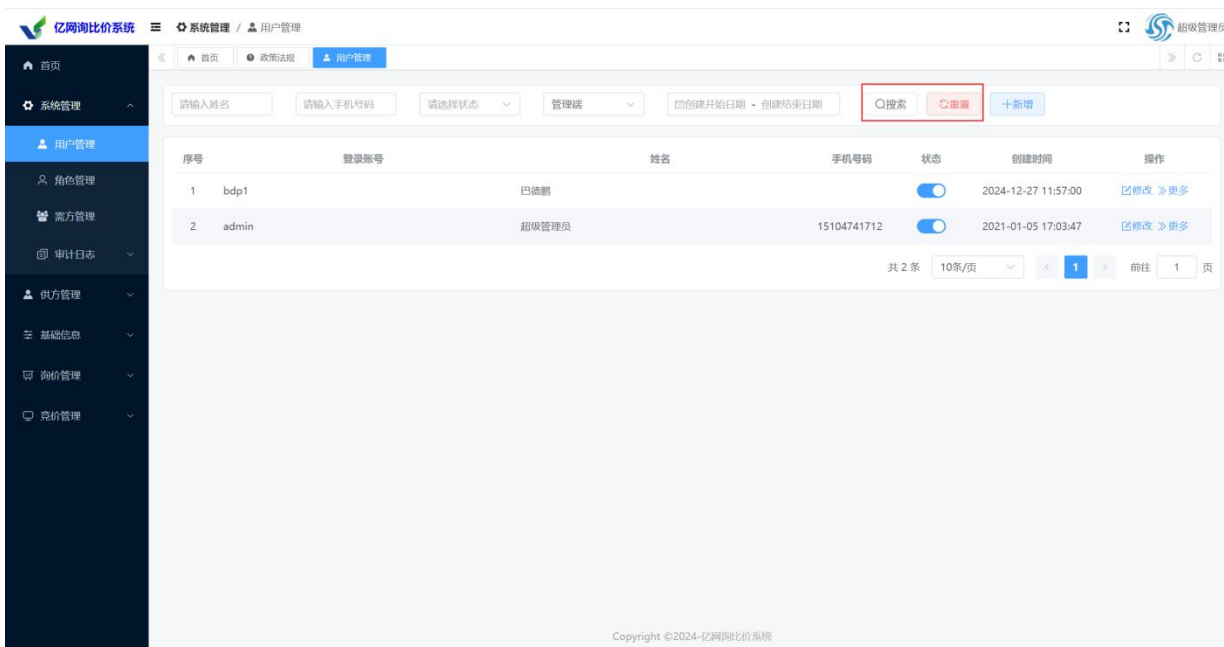 亿网询比价系统 系统管理 / 用户管理 超级管理员
首页 政策法规 用户管理
首页
系统管理
用户管理
角色管理
需方管理
审计日志
供方管理
基础信息
询价管理
竞价管理
请输入姓名 请输入手机号码 请选择状态 管理端 创建开始日期 - 创建结束日期 搜索 重置 +新增
序号 登录账号 姓名 手机号码 状态 创建时间 操作
1 bdp1 巴德鹏 2024-12-27 11:57:00 修改 更多
2 admin 超级管理员 15104741712 2021-01-05 17:03:47 修改 更多
共 2 条 10条/页 1 前往 1 页
Copyright ©2024-亿网询比价系统